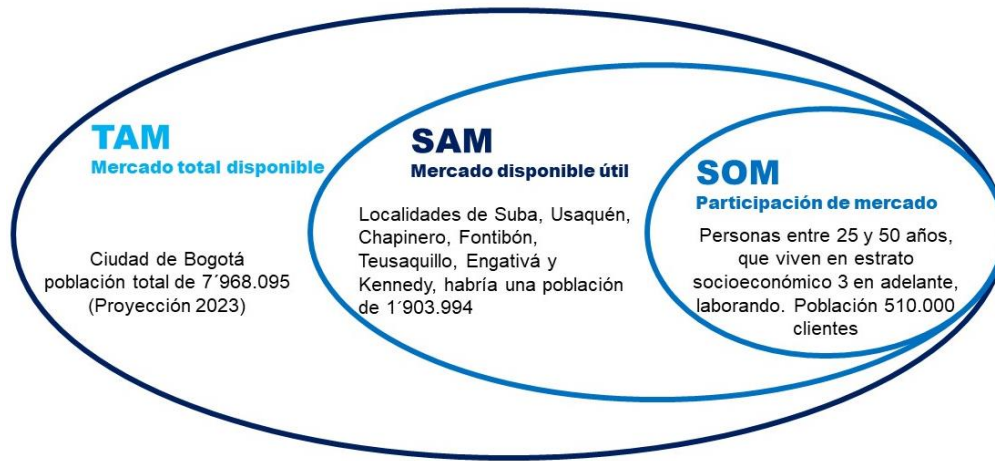 TAM
Mercado total disponible
Ciudad de Bogotá
población total de 7´968.095
(Proyección 2023)
SAM
Mercado disponible útil
Localidades de Suba, Usaquén,
Chapinero, Fontibón,
Teusaquillo, Engativá y
Kennedy, habría una población
de 1´903.994
SOM
Participación de mercado
Personas entre 25 y 50 años,
que viven en estrato
socioeconómico 3 en adelante,
laborando. Población 510.000
clientes